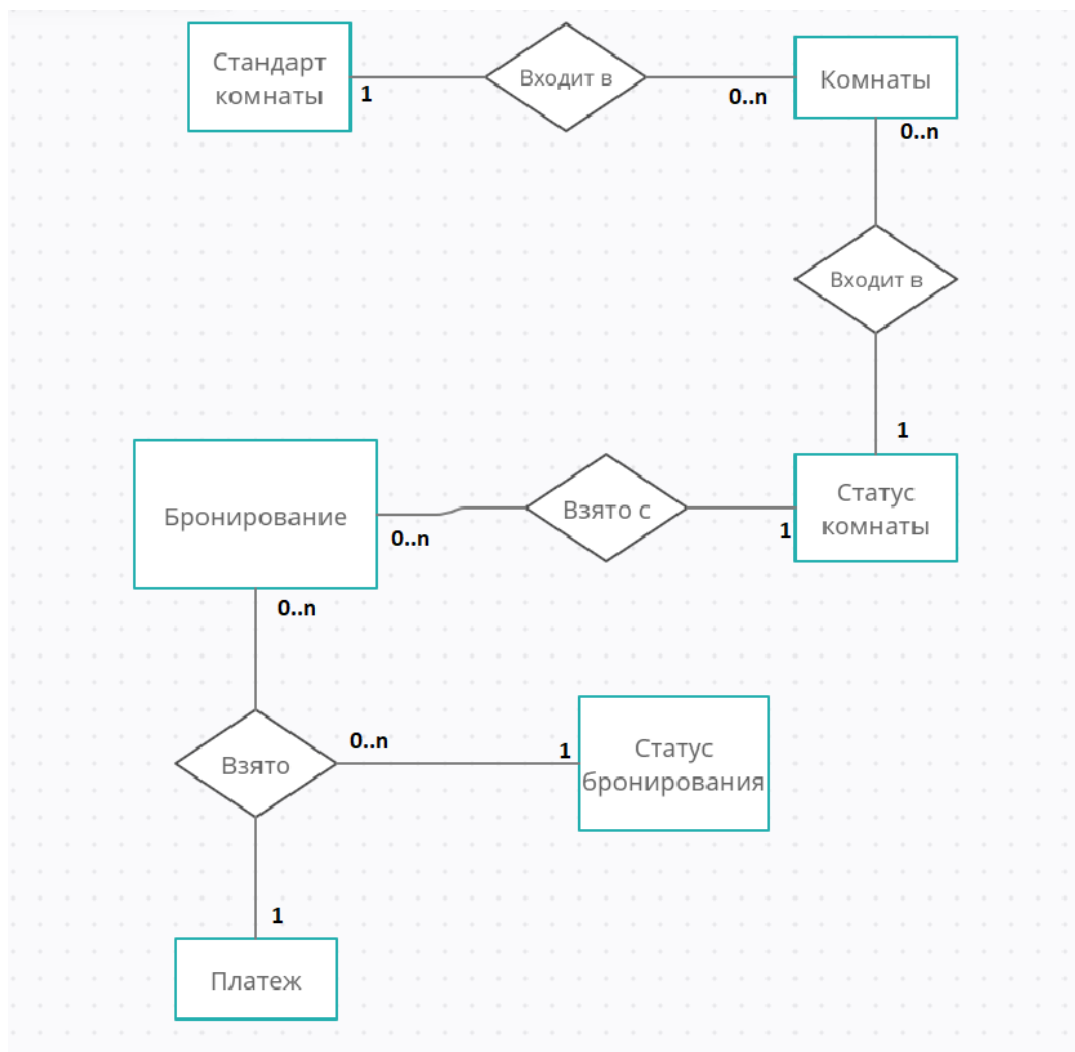 Стандарт
комнаты
1
Входит в
0..n
Комнаты
0..n
Входит в
1
Статус
комнаты
1
Взято с
0..n
Бронирование
0..n
Взято
0..n
1
Статус
бронирования
1
Платеж